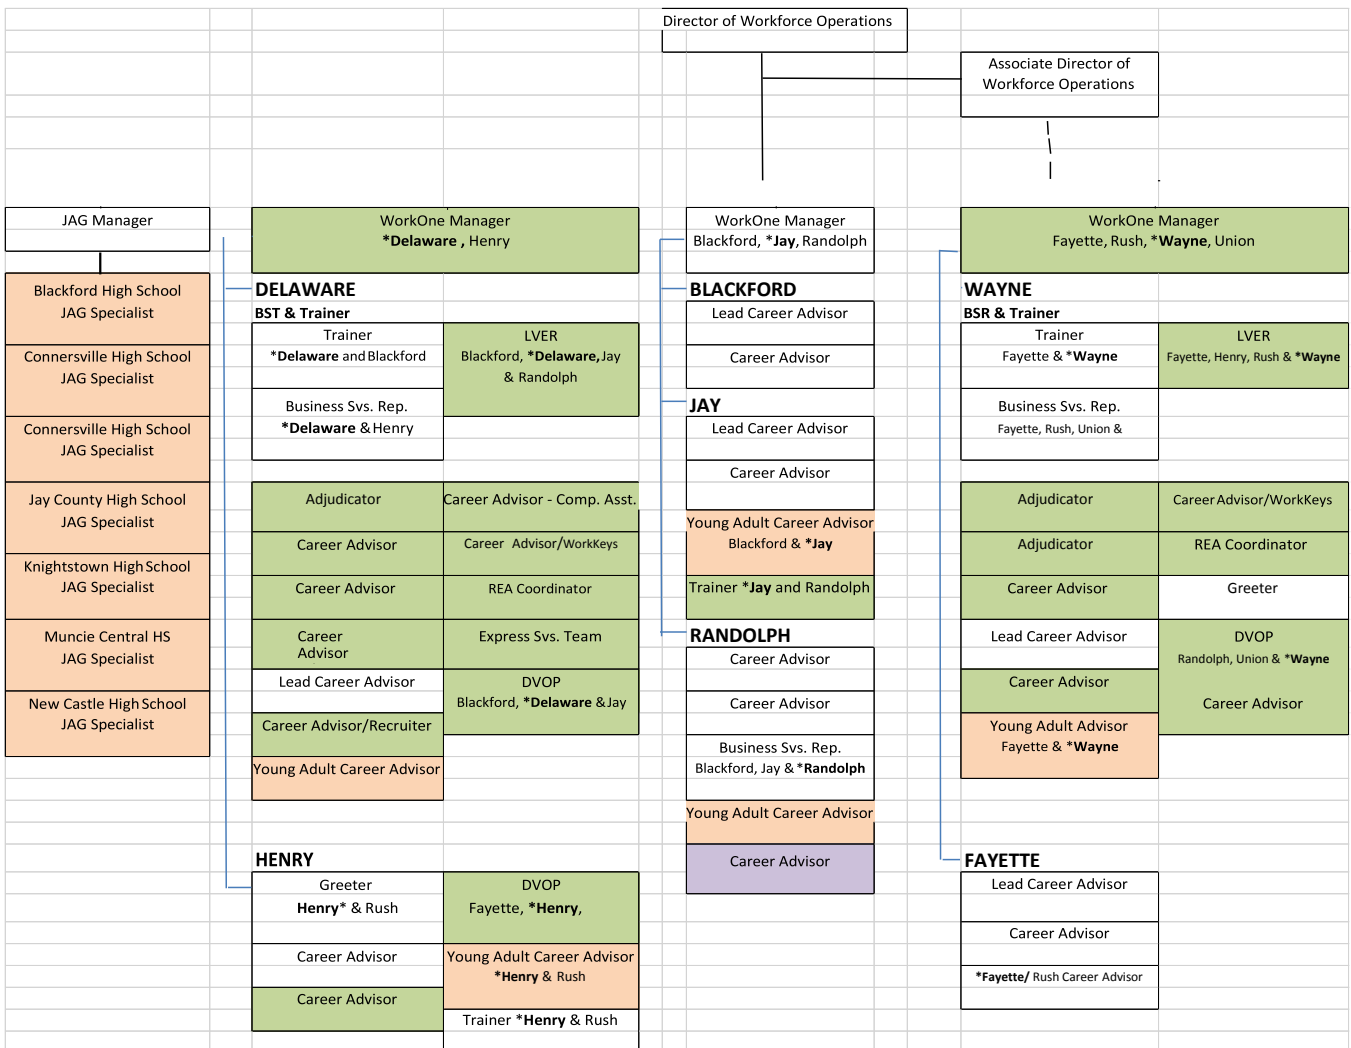 Director of Workforce Operations
Associate Director of
Workforce Operations
JAG Manager
Blackford High School
JAG Specialist
Connersville High School
JAG Specialist
Connersville High School
JAG Specialist
Jay County High School
JAG Specialist
Knightstown High School
JAG Specialist
Muncie Central HS
JAG Specialist
New Castle High School
JAG Specialist
WorkOne Manager
*Delaware , Henry
DELAWARE
BST & Trainer
Trainer
*Delaware and Blackford
Business Svs. Rep.
*Delaware & Henry
LVER
Blackford, *Delaware, Jay
& Randolph
Adjudicator
Career Advisor
Career Advisor
Career
Advisor
Lead Career Advisor
Career Advisor/Recruiter
Young Adult Career Advisor
Career Advisor - Comp. Asst.
Career Advisor/WorkKeys
REA Coordinator
Express Svs. Team
DVOP
Blackford, *Delaware & Jay
HENRY
Greeter
Henry* & Rush
Career Advisor
Career Advisor
DVOP
Fayette, *Henry,
Young Adult Career Advisor
*Henry & Rush
Trainer *Henry & Rush
WorkOne Manager
Blackford, *Jay, Randolph
BLACKFORD
Lead Career Advisor
Career Advisor
JAY
Lead Career Advisor
Career Advisor
Young Adult Career Advisor
Blackford & *Jay
Trainer *Jay and Randolph
RANDOLPH
Career Advisor
Career Advisor
Business Svs. Rep.
Blackford, Jay & *Randolph
Young Adult Career Advisor
Career Advisor
WorkOne Manager
Fayette, Rush, *Wayne, Union
WAYNE
BSR & Trainer
Trainer
Fayette & *Wayne
Business Svs. Rep.
Fayette, Rush, Union &
LVER
Fayette, Henry, Rush & *Wayne
Adjudicator
Adjudicator
Career Advisor
Lead Career Advisor
Career Advisor
Young Adult Advisor
Fayette & *Wayne
Career Advisor/WorkKeys
REA Coordinator
Greeter
DVOP
Randolph, Union & *Wayne
Career Advisor
FAYETTE
Lead Career Advisor
Career Advisor
*Fayette/ Rush Career Advisor